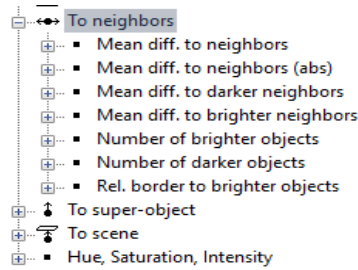 To neighbors
Mean diff. to neighbors
Mean diff. to neighbors (abs)
Mean diff. to darker neighbors
Mean diff. to brighter neighbors
Number of brighter objects
Number of darker objects
Rel. border to brighter objects
To super-object
To scene
Hue, Saturation, Intensity